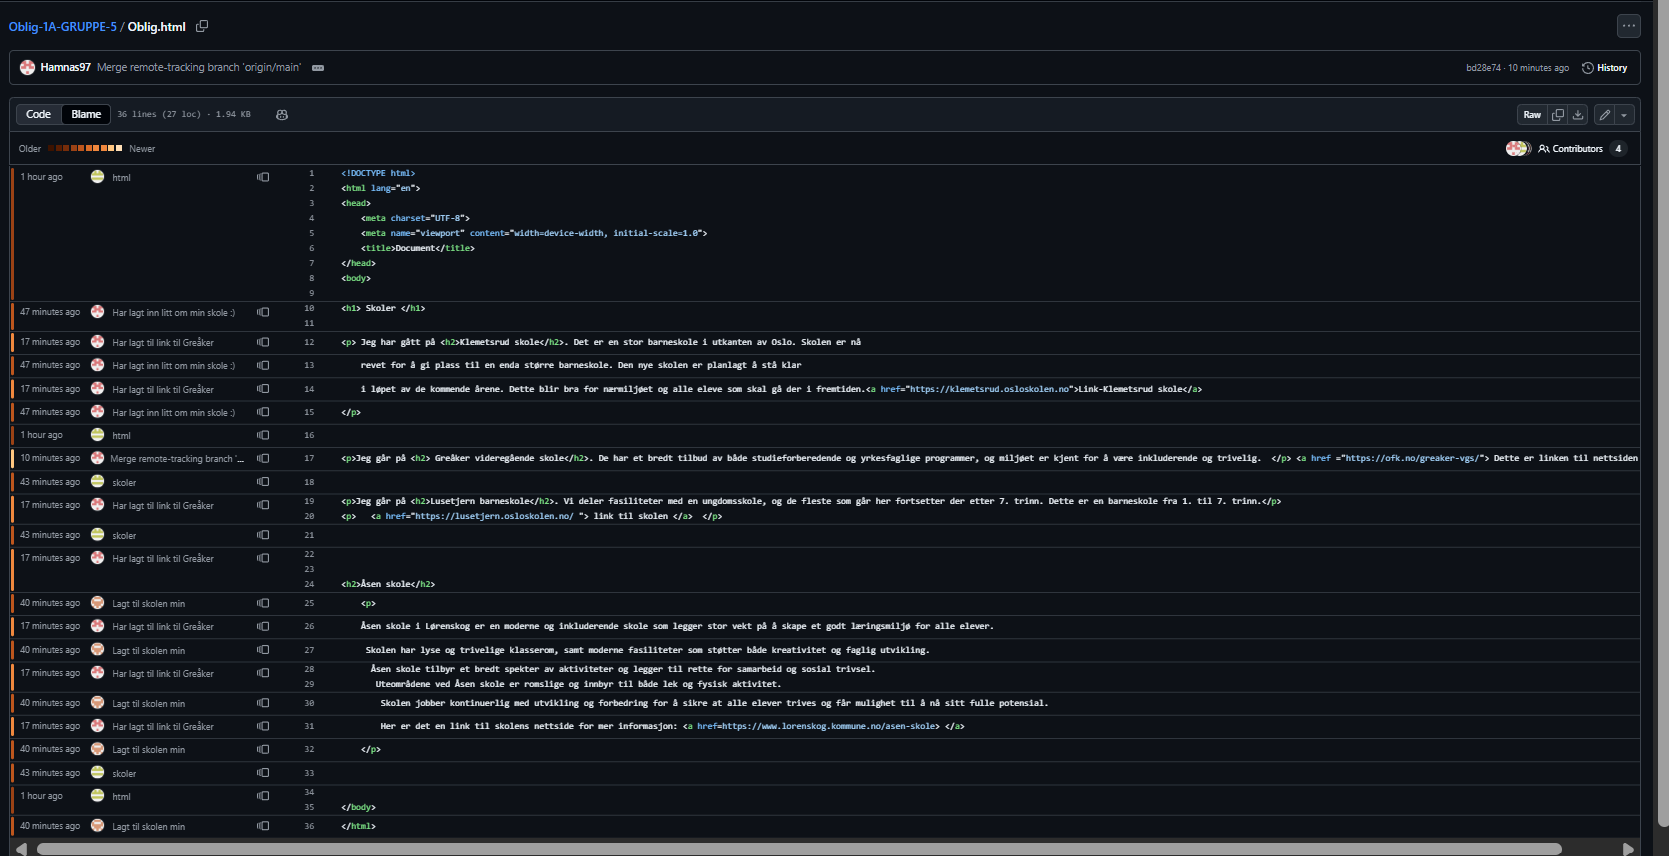 Oblig-1A-GRUPPE-5 / Oblig.html
Hamnas97 Merge remote-tracking branch 'origin/main' bd28e74 · 10 minutes ago History
Code Blame 36 lines (27 loc) · 1.94 KB Raw
Older Newer Contributors 4
1 hour ago html 1 <!DOCTYPE html>
2 <html lang="en">
3 <head>
4 <meta charset="UTF-8">
5 <meta name="viewport" content="width=device-width, initial-scale=1.0">
6 <title>Document</title>
7 </head>
8 <body>
9
47 minutes ago Har lagt inn litt om min skole :) 10 <h1> Skoler </h1>
11
17 minutes ago Har lagt til link til Greåker 12 <p> Jeg har gått på <h2>Klemetsrud skole</h2>. Det er en stor barneskole i utkanten av Oslo. Skolen er nå
47 minutes ago Har lagt inn litt om min skole :) 13 revet for å gi plass til en enda større barneskole. Den nye skolen er planlagt å stå klar
17 minutes ago Har lagt til link til Greåker 14 i løpet av de kommende årene. Dette blir bra for nærmiljøet og alle eleve som skal gå der i fremtiden.<a href="https://klemetsrud.osloskolen.no">Link-Klemetsrud skole</a>
47 minutes ago Har lagt inn litt om min skole :) 15 </p>
1 hour ago html 16
10 minutes ago Merge remote-tracking branch '... 17 <p>Jeg går på <h2> Greåker videregående skole</h2>. De har et bredt tilbud av både studieforberedende og yrkesfaglige programmer, og miljøet er kjent for å være inkluderende og trivelig. </p> <a href ="https://ofk.no/greaker-vgs/"> Dette er linken til nettsiden
43 minutes ago skoler 18
17 minutes ago Har lagt til link til Greåker 19 <p>Jeg går på <h2>Lusetjern barneskole</h2>. Vi deler fasiliteter med en ungdomsskole, og de fleste som går her fortsetter der etter 7. trinn. Dette er en barneskole fra 1. til 7. trinn.</p>
20 <p> <a href="https://lusetjern.osloskolen.no/ "> link til skolen </a> </p>
43 minutes ago skoler 21
17 minutes ago Har lagt til link til Greåker 22
23
24 <h2>Åsen skole</h2>
40 minutes ago Lagt til skolen min 25 <p>
17 minutes ago Har lagt til link til Greåker 26 Åsen skole i Lørenskog er en moderne og inkluderende skole som legger stor vekt på å skape et godt læringsmiljø for alle elever.
40 minutes ago Lagt til skolen min 27 Skolen har lyse og trivelige klasserom, samt moderne fasiliteter som støtter både kreativitet og faglig utvikling.
17 minutes ago Har lagt til link til Greåker 28 Åsen skole tilbyr et bredt spekter av aktiviteter og legger til rette for samarbeid og sosial trivsel.
29 Uteområdene ved Åsen skole er romslige og innbyr til både lek og fysisk aktivitet.
40 minutes ago Lagt til skolen min 30 Skolen jobber kontinuerlig med utvikling og forbedring for å sikre at alle elever trives og får mulighet til å nå sitt fulle potensial.
17 minutes ago Har lagt til link til Greåker 31 Her er det en link til skolens nettside for mer informasjon: <a href=https://www.lorenskog.kommune.no/asen-skole> </a>
40 minutes ago Lagt til skolen min 32 </p>
43 minutes ago skoler 33
1 hour ago html 34
35 </body>
40 minutes ago Lagt til skolen min 36 </html>